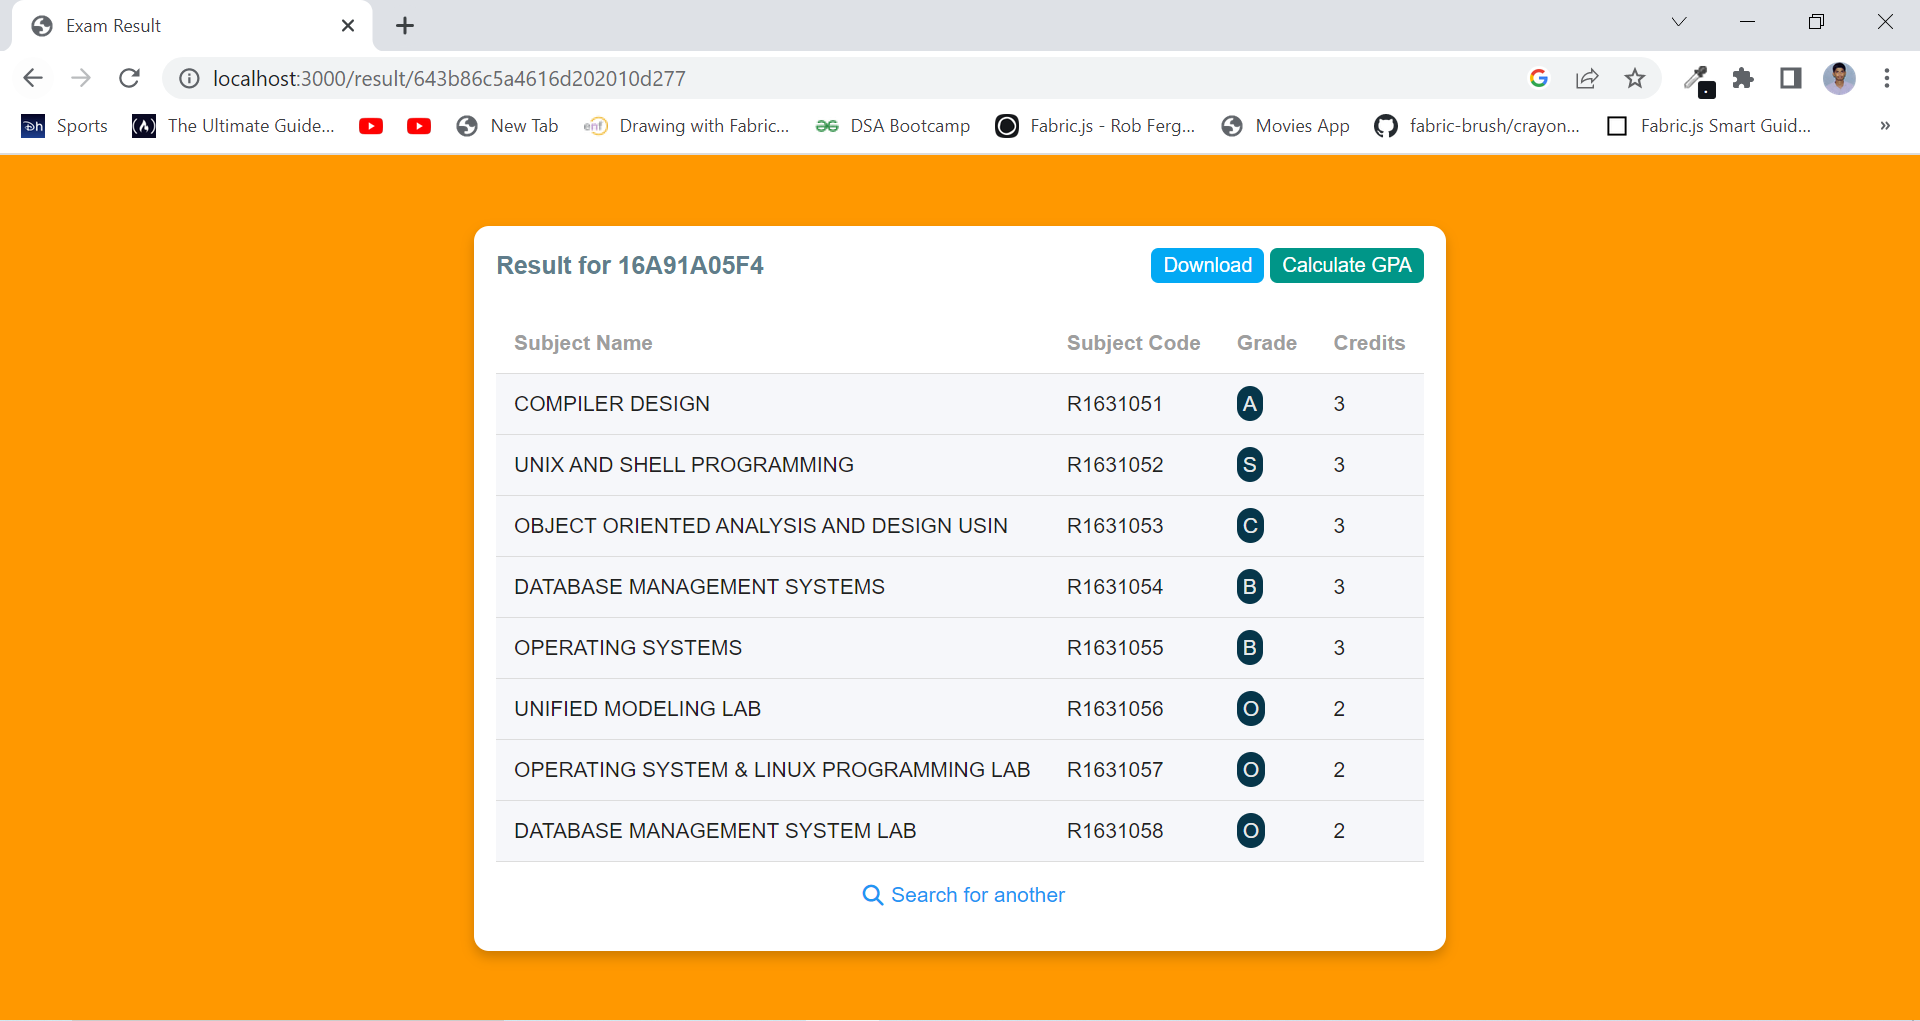 Exam Result
localhost:3000/result/643b86c5a4616d202010d277
Dh Sports (A) The Ultimate Guide... New Tab enf Drawing with Fabric... DSA Bootcamp Fabric.js - Rob Ferg... Movies App fabric-brush/crayon... Fabric.js Smart Guid... »
Result for 16A91A05F4 Download Calculate GPA
Subject Name Subject Code Grade Credits
COMPILER DESIGN R1631051 A 3
UNIX AND SHELL PROGRAMMING R1631052 S 3
OBJECT ORIENTED ANALYSIS AND DESIGN USIN R1631053 C 3
DATABASE MANAGEMENT SYSTEMS R1631054 B 3
OPERATING SYSTEMS R1631055 B 3
UNIFIED MODELING LAB R1631056 O 2
OPERATING SYSTEM & LINUX PROGRAMMING LAB R1631057 O 2
DATABASE MANAGEMENT SYSTEM LAB R1631058 O 2
Search for another